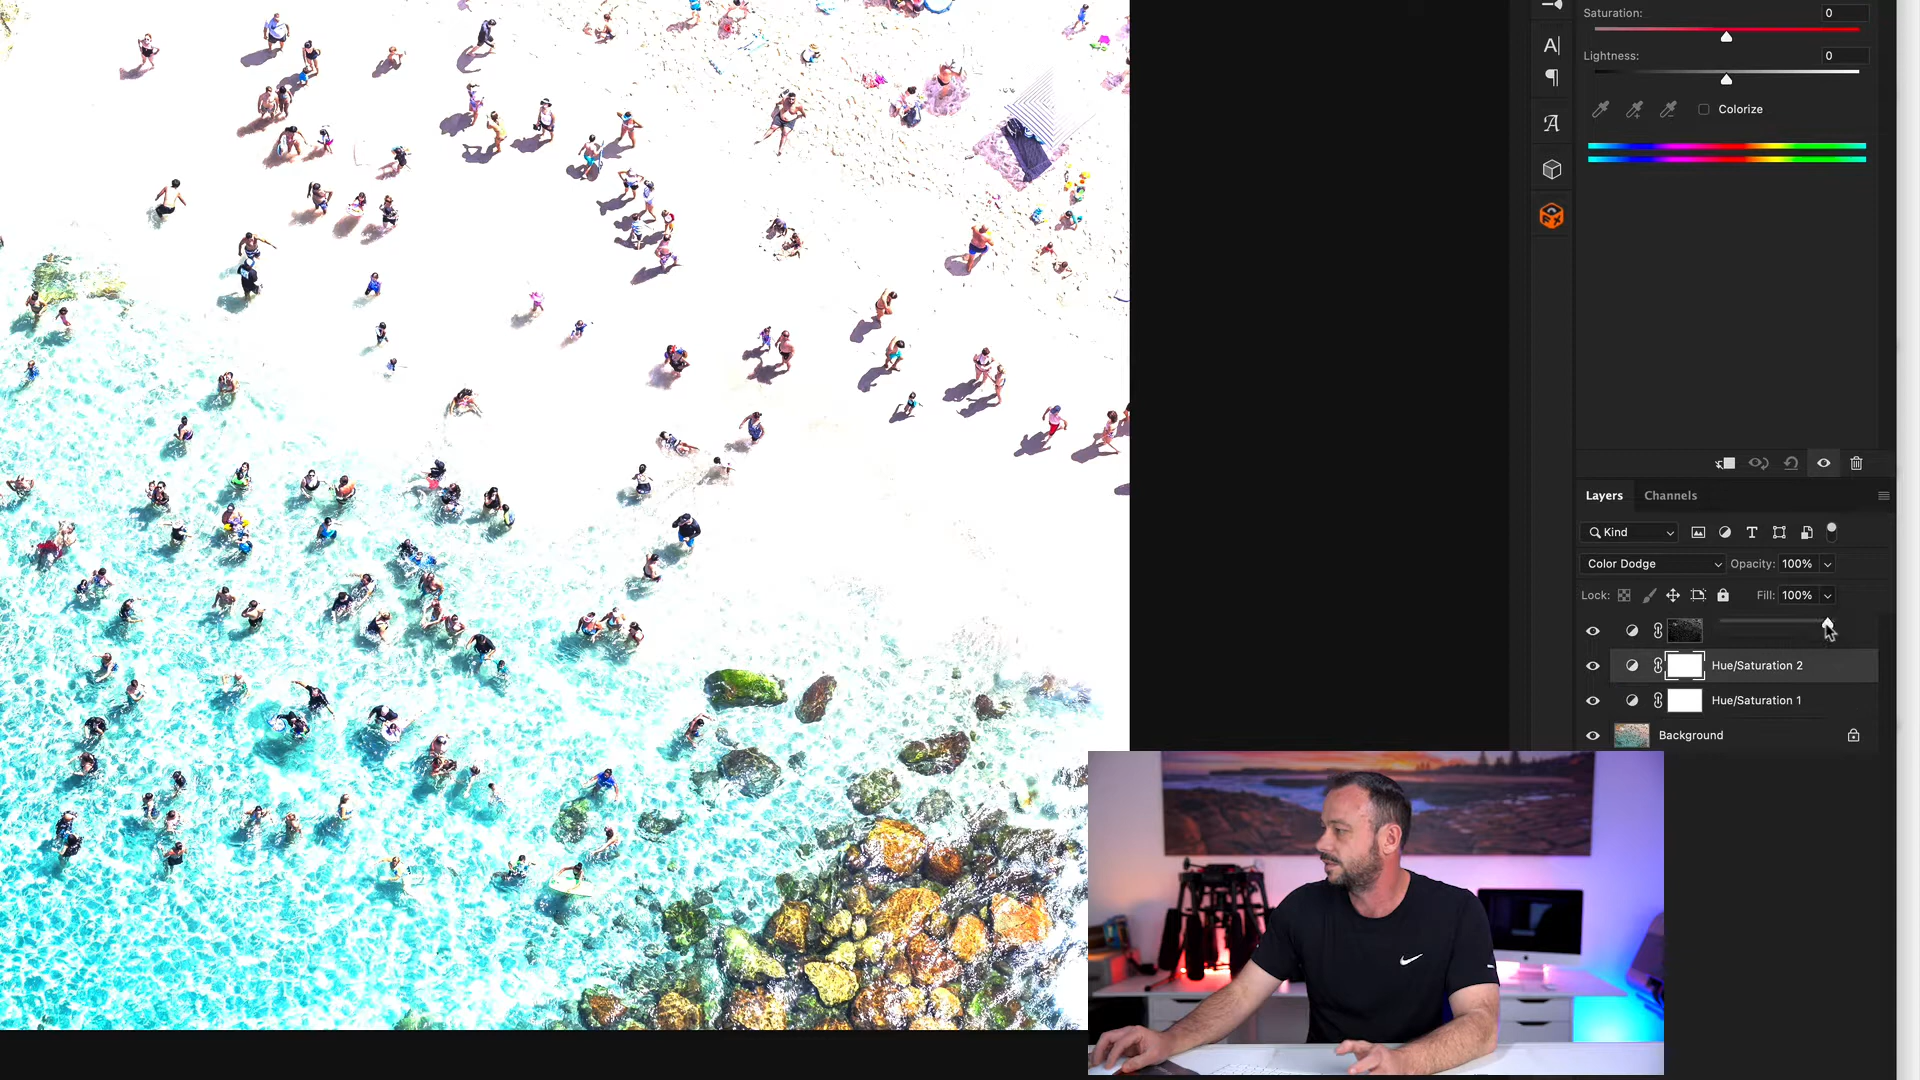 Saturation: 0
Lightness: 0
Colorize
Layers Channels
Kind
Color Dodge Opacity: 100%
Lock: Fill: 100%
Hue/Saturation 2
Hue/Saturation 1
Background